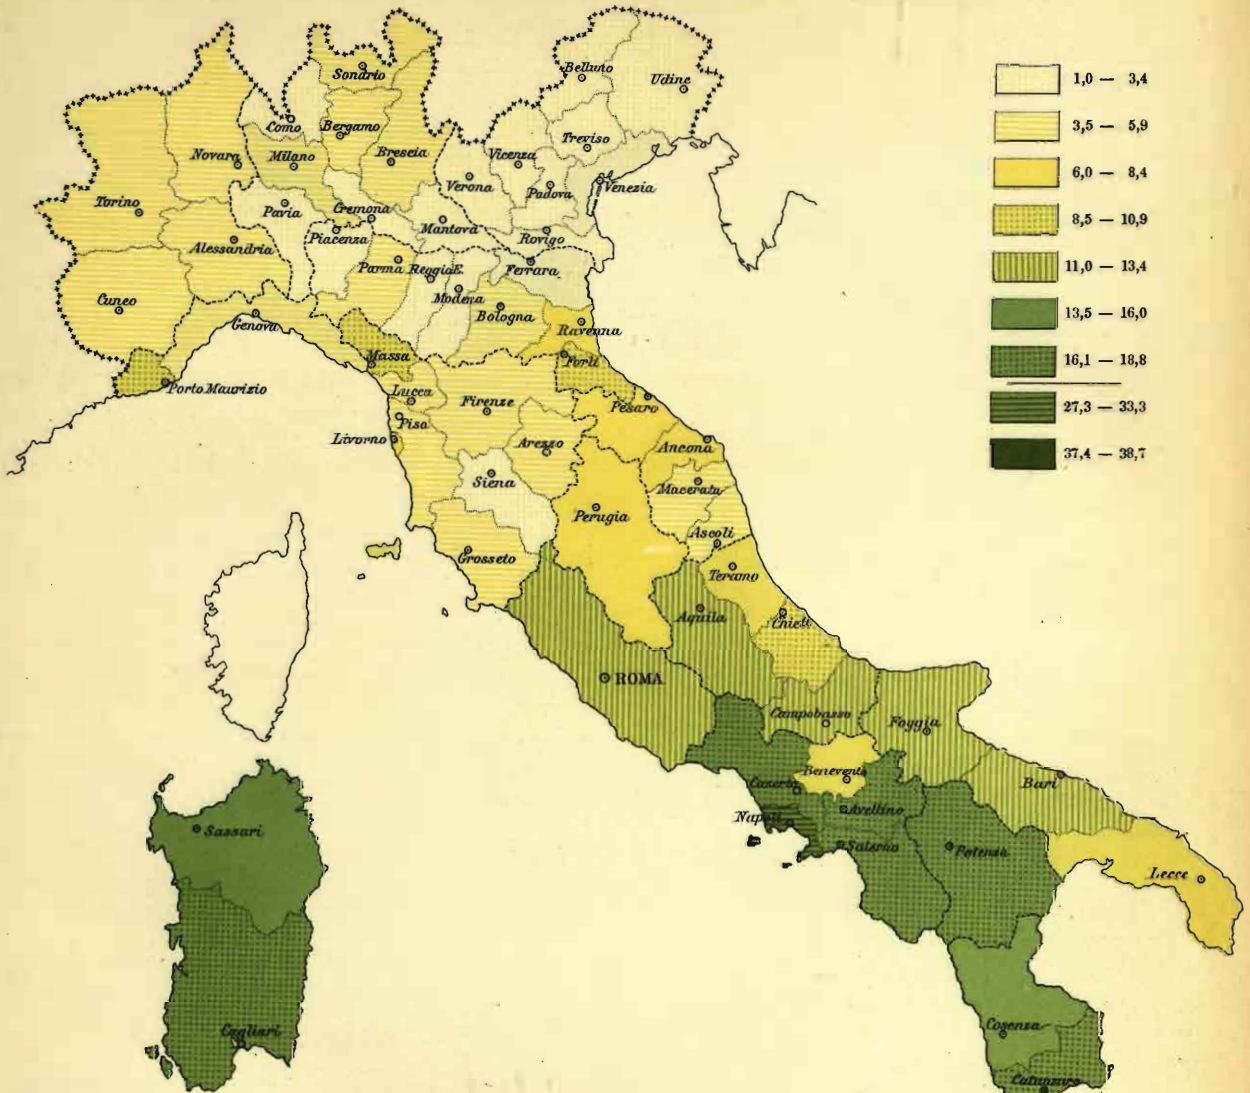 1,0 — 3,4
3,5 — 5,9
6,0 — 8,4
8,5 — 10,9
11,0 — 13,4
13,5 — 16,0
16,1 — 18,8
27,3 — 33,3
37,4 — 38,7
Sondrio
Belluno
Udine
Como
Bergamo
Treviso
Novara
Milano
Brescia
Vicenza
Verona
Padova
Venezia
Torino
Pavia
Cremona
Mantova
Piacenza
Rovigo
Alessandria
Parma
Reggio E.
Ferrara
Cuneo
Modena
Bologna
Genova
Ravenna
Massa
Forlì
Porto Maurizio
Lucca
Firenze
Pesaro
Pisa
Livorno
Arezzo
Ancona
Siena
Macerata
Perugia
Ascoli
Grosseto
Teramo
Aquila
Chieti
ROMA
Campobasso
Foggia
Benevento
Caserta
Bari
Napoli
Avellino
Sassari
Salerno
Potenza
Lecce
Cagliari
Cosenza
Catanzaro